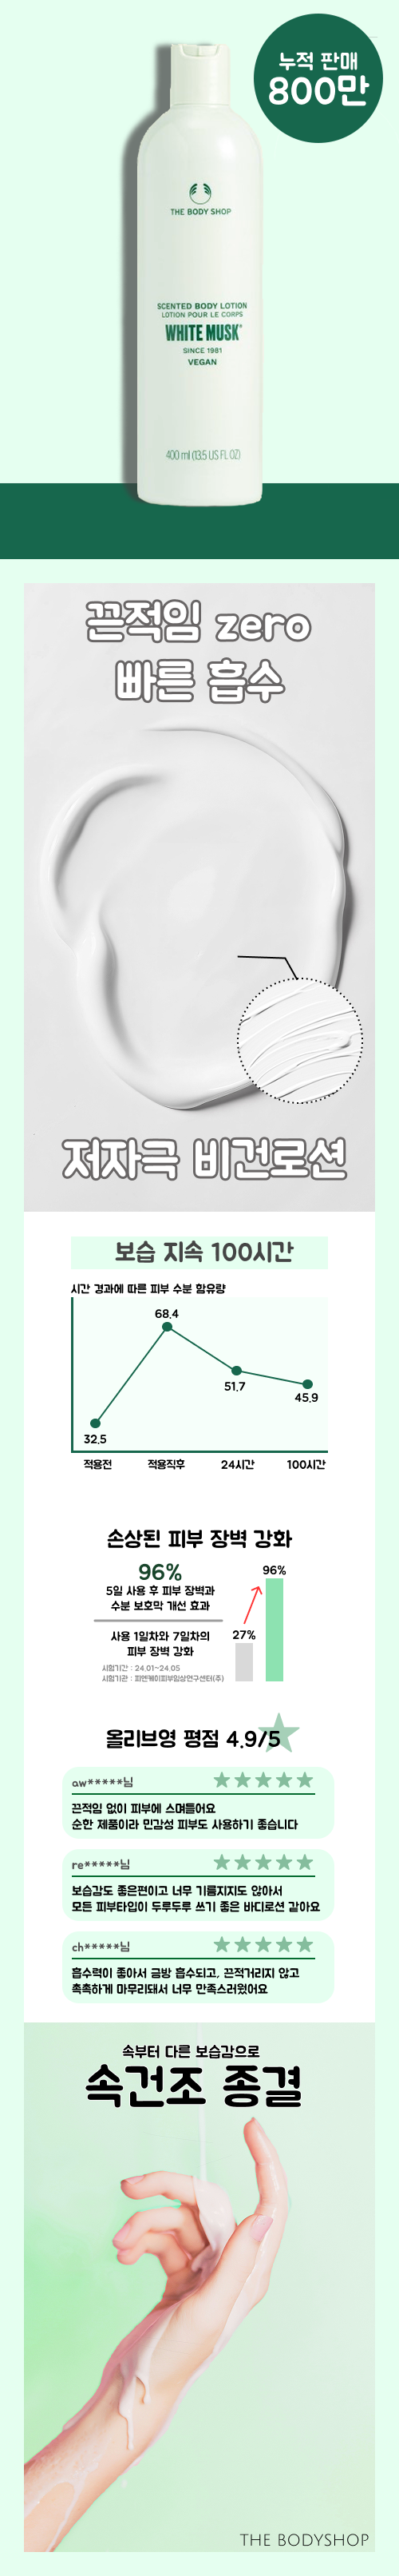 누적 판매
800만
THE BODY SHOP
SCENTED BODY LOTION
LOTION POUR LE CORPS
WHITE MUSK®
SINCE 1981
VEGAN
400 ml (13.5 US FL OZ)
끈적임 zero
빠른 흡수
저자극 비건로션
보습 지속 100시간
시간 경과에 따른 피부 수분 함유량
68.4
51.7
45.9
32.5
적용전 적용직후 24시간 100시간
손상된 피부 장벽 강화
96%
5일 사용 후 피부 장벽과
수분 보호막 개선 효과
사용 1일차와 7일차의
피부 장벽 강화
시험기간 : 24.01~24.05
시험기관 : 피엔케이피부임상연구센터(주)
96%
27%
올리브영 평점 4.9/5
aw*****님
끈적임 없이 피부에 스며들어요
순한 제품이라 민감성 피부도 사용하기 좋습니다
re*****님
보습감도 좋은편이고 너무 기름지지도 않아서
모든 피부타입이 두루두루 쓰기 좋은 바디로션 같아요
ch*****님
흡수력이 좋아서 금방 흡수되고, 끈적거리지 않고
촉촉하게 마무리돼서 너무 만족스러웠어요
속부터 다른 보습감으로
속건조 종결
THE BODYSHOP